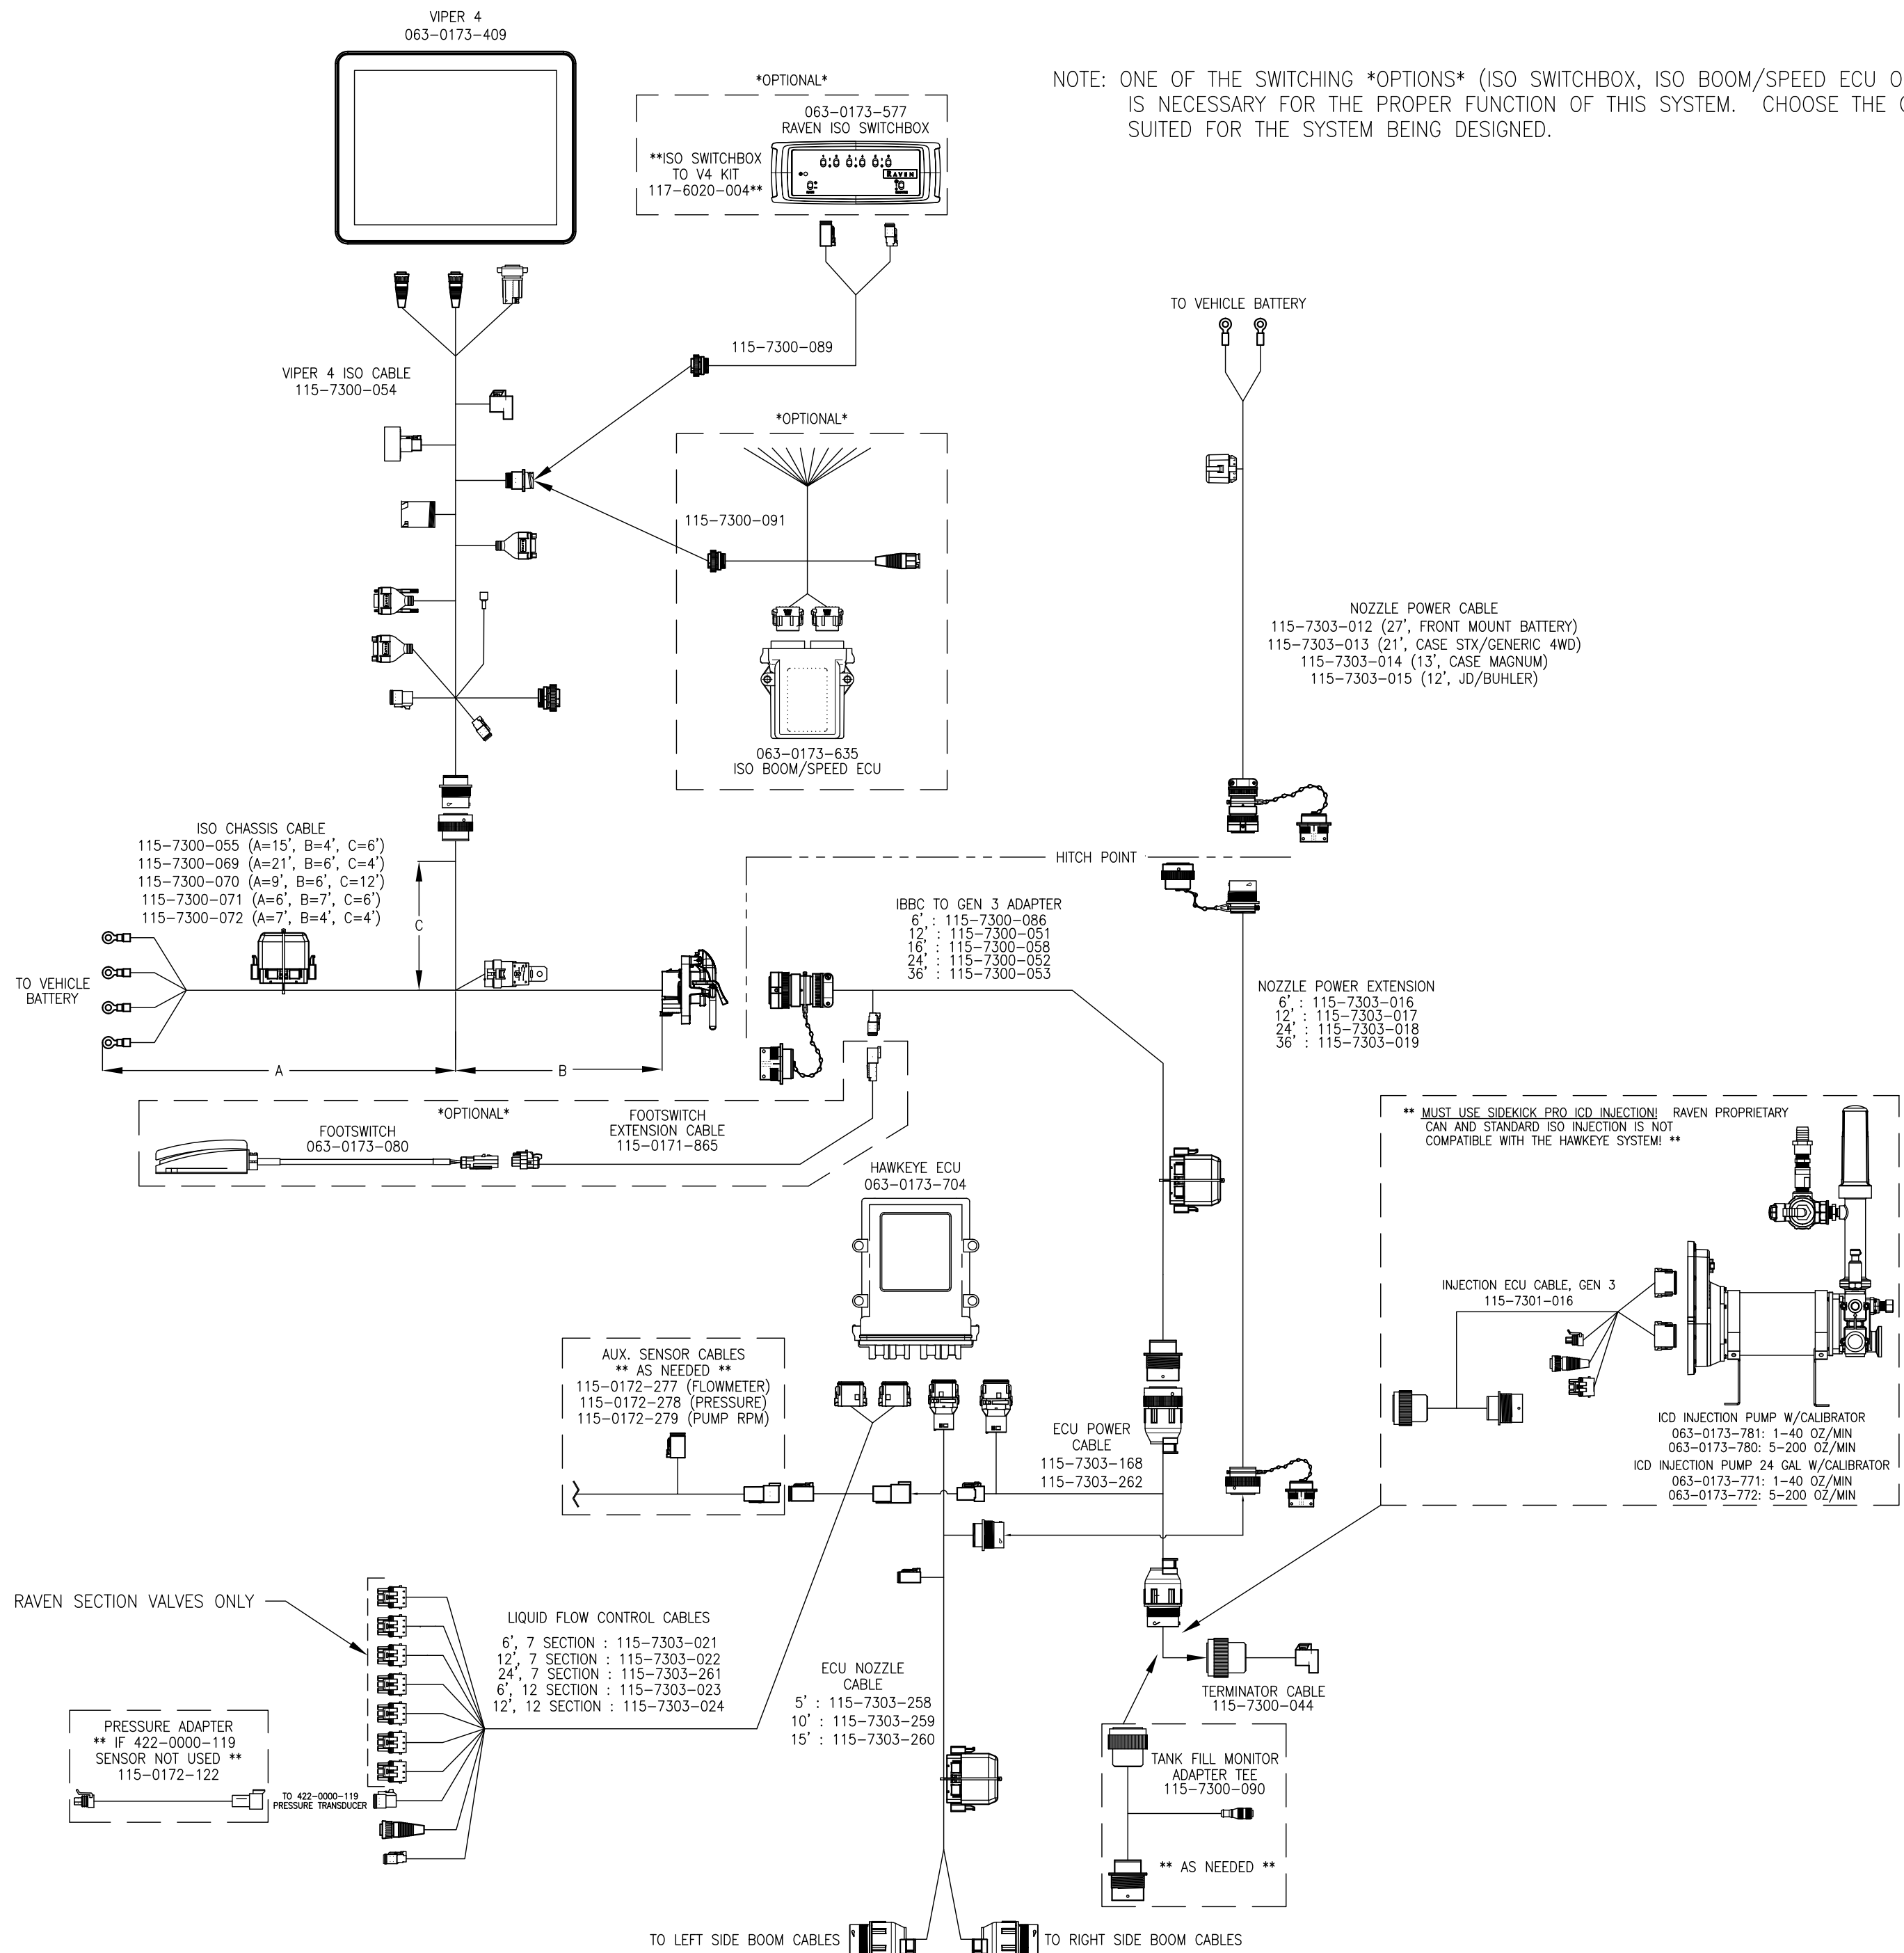 VIPER 4
063-0173-409
*OPTIONAL*
063-0173-577
RAVEN ISO SWITCHBOX
**ISO SWITCHBOX
TO V4 KIT
117-6020-004**
RAVEN
NOTE: ONE OF THE SWITCHING *OPTIONS* (ISO SWITCHBOX, ISO BOOM/SPEED ECU
IS NECESSARY FOR THE PROPER FUNCTION OF THIS SYSTEM. CHOOSE THE
SUITED FOR THE SYSTEM BEING DESIGNED.
115-7300-089
VIPER 4 ISO CABLE
115-7300-054
TO VEHICLE BATTERY
*OPTIONAL*
115-7300-091
063-0173-635
ISO BOOM/SPEED ECU
NOZZLE POWER CABLE
115-7303-012 (27', FRONT MOUNT BATTERY)
115-7303-013 (21', CASE STX/GENERIC 4WD)
115-7303-014 (13', CASE MAGNUM)
115-7303-015 (12', JD/BUHLER)
ISO CHASSIS CABLE
115-7300-055 (A=15', B=4', C=6')
115-7300-069 (A=21', B=6', C=4')
115-7300-070 (A=9', B=6', C=12')
115-7300-071 (A=6', B=7', C=6')
115-7300-072 (A=7', B=4', C=4')
C
HITCH POINT
IBBC TO GEN 3 ADAPTER
6' : 115-7300-086
12' : 115-7300-051
16' : 115-7300-058
24' : 115-7300-052
36' : 115-7300-053
TO VEHICLE
BATTERY
NOZZLE POWER EXTENSION
6' : 115-7303-016
12' : 115-7303-017
24' : 115-7303-018
36' : 115-7303-019
A
B
*OPTIONAL*
FOOTSWITCH
063-0173-080
FOOTSWITCH
EXTENSION CABLE
115-0171-865
** MUST USE SIDEKICK PRO ICD INJECTION! RAVEN PROPRIETARY
CAN AND STANDARD ISO INJECTION IS NOT
COMPATIBLE WITH THE HAWKEYE SYSTEM! **
HAWKEYE ECU
063-0173-704
INJECTION ECU CABLE, GEN 3
115-7301-016
AUX. SENSOR CABLES
** AS NEEDED **
115-0172-277 (FLOWMETER)
115-0172-278 (PRESSURE)
115-0172-279 (PUMP RPM)
ECU POWER
CABLE
115-7303-168
115-7303-262
ICD INJECTION PUMP W/CALIBRATOR
063-0173-781: 1-40 OZ/MIN
063-0173-780: 5-200 OZ/MIN
ICD INJECTION PUMP 24 GAL W/CALIBRATOR
063-0173-771: 1-40 OZ/MIN
063-0173-772: 5-200 OZ/MIN
RAVEN SECTION VALVES ONLY
LIQUID FLOW CONTROL CABLES
6', 7 SECTION : 115-7303-021
12', 7 SECTION : 115-7303-022
24', 7 SECTION : 115-7303-261
6', 12 SECTION : 115-7303-023
12', 12 SECTION : 115-7303-024
ECU NOZZLE
CABLE
5' : 115-7303-258
10' : 115-7303-259
15' : 115-7303-260
TERMINATOR CABLE
115-7300-044
PRESSURE ADAPTER
** IF 422-0000-119
SENSOR NOT USED **
115-0172-122
TO 422-0000-119
PRESSURE TRANSDUCER
TANK FILL MONITOR
ADAPTER TEE
115-7300-090
** AS NEEDED **
TO LEFT SIDE BOOM CABLES
TO RIGHT SIDE BOOM CABLES